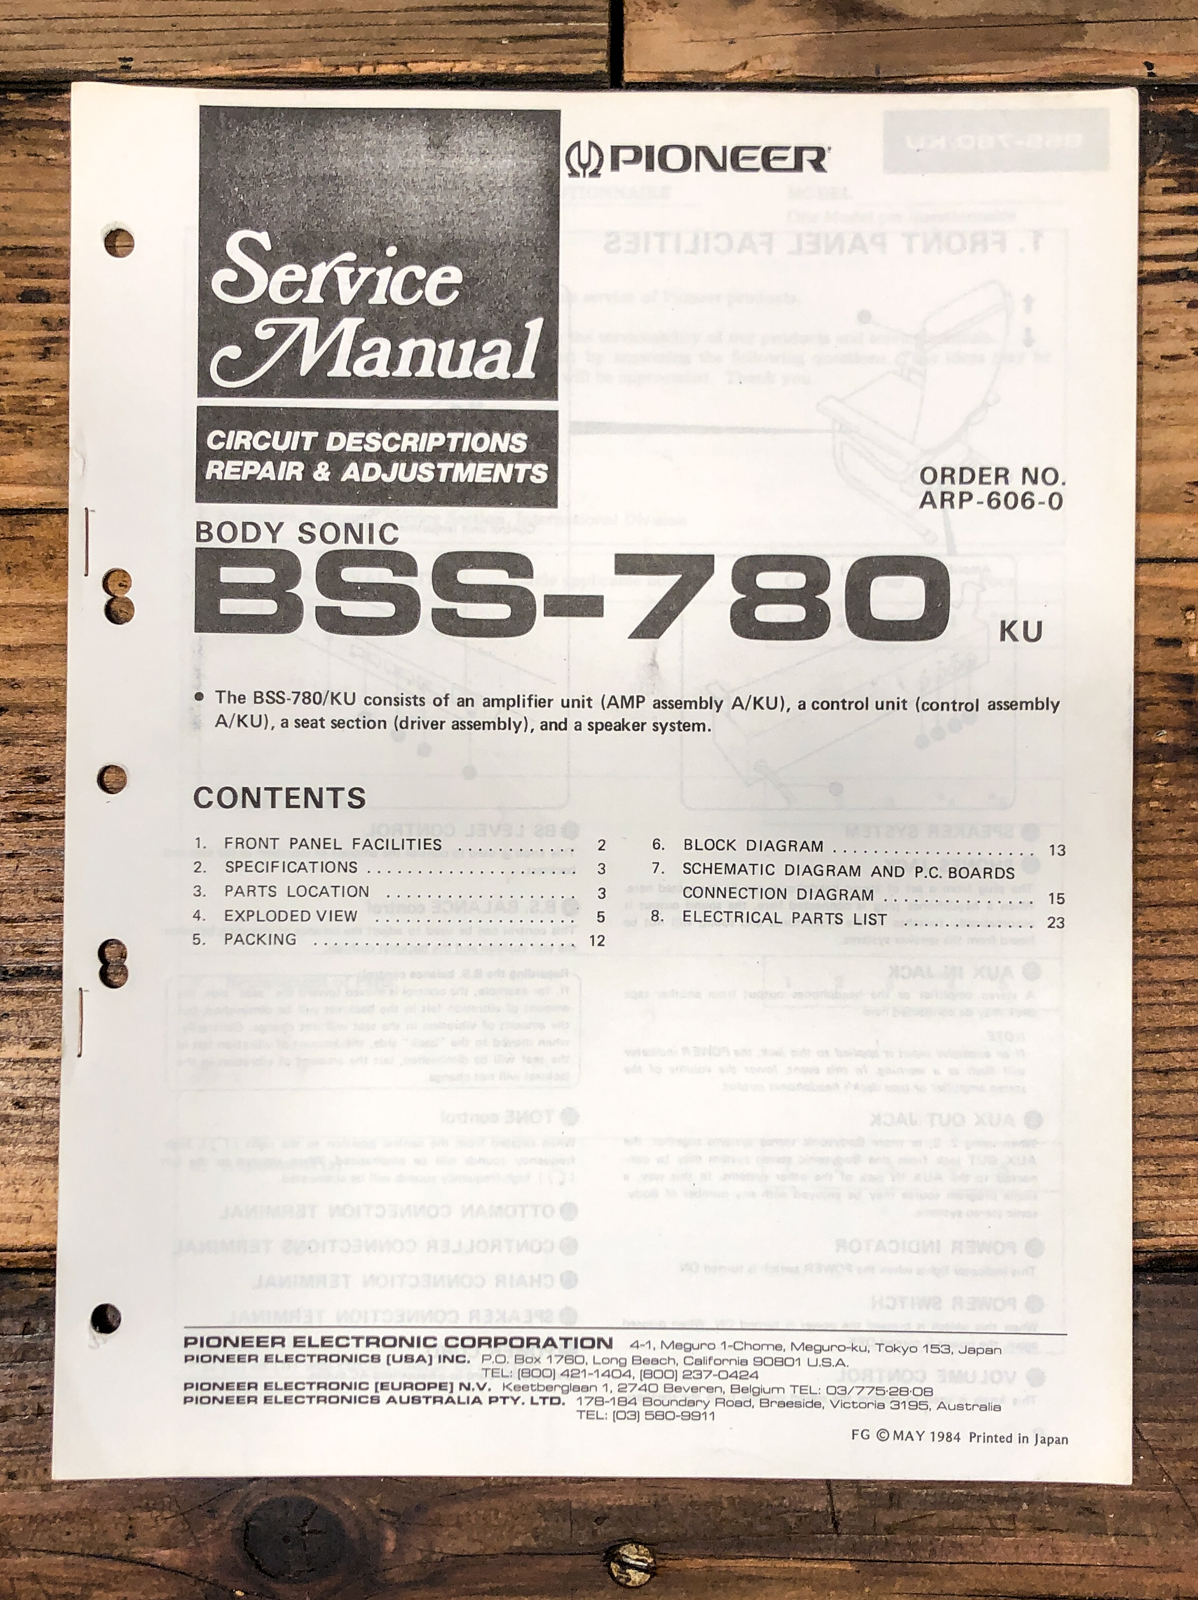 PIONEER
Service
Manual
CIRCUIT DESCRIPTIONS
REPAIR & ADJUSTMENTS
ORDER NO.
ARP-606-0
BODY SONIC
BSS-780 KU
● The BSS-780/KU consists of an amplifier unit (AMP assembly A/KU), a control unit (control assembly
A/KU), a seat section (driver assembly), and a speaker system.
CONTENTS
1. FRONT PANEL FACILITIES . . . . . . . . . . . 2
2. SPECIFICATIONS . . . . . . . . . . . . . . . . . . . . 3
3. PARTS LOCATION . . . . . . . . . . . . . . . . . . 3
4. EXPLODED VIEW . . . . . . . . . . . . . . . . . . . 5
5. PACKING . . . . . . . . . . . . . . . . . . . . . . . . . 12
6. BLOCK DIAGRAM . . . . . . . . . . . . . . . . . . . . 13
7. SCHEMATIC DIAGRAM AND P.C. BOARDS
CONNECTION DIAGRAM . . . . . . . . . . . . . . . 15
8. ELECTRICAL PARTS LIST . . . . . . . . . . . . 23
PIONEER ELECTRONIC CORPORATION 4-1, Meguro 1-Chome, Meguro-ku, Tokyo 153, Japan
PIONEER ELECTRONICS [USA] INC. P.O. Box 1760, Long Beach, California 90801 U.S.A.
TEL: (800) 421-1404, (800) 237-0424
PIONEER ELECTRONIC [EUROPE] N.V. Keetberglaan 1, 2740 Beveren, Belgium TEL: 03/775·28·08
PIONEER ELECTRONICS AUSTRALIA PTY. LTD. 178-184 Boundary Road, Braeside, Victoria 3195, Australia
TEL: (03) 580-9911
FG © MAY 1984 Printed in Japan